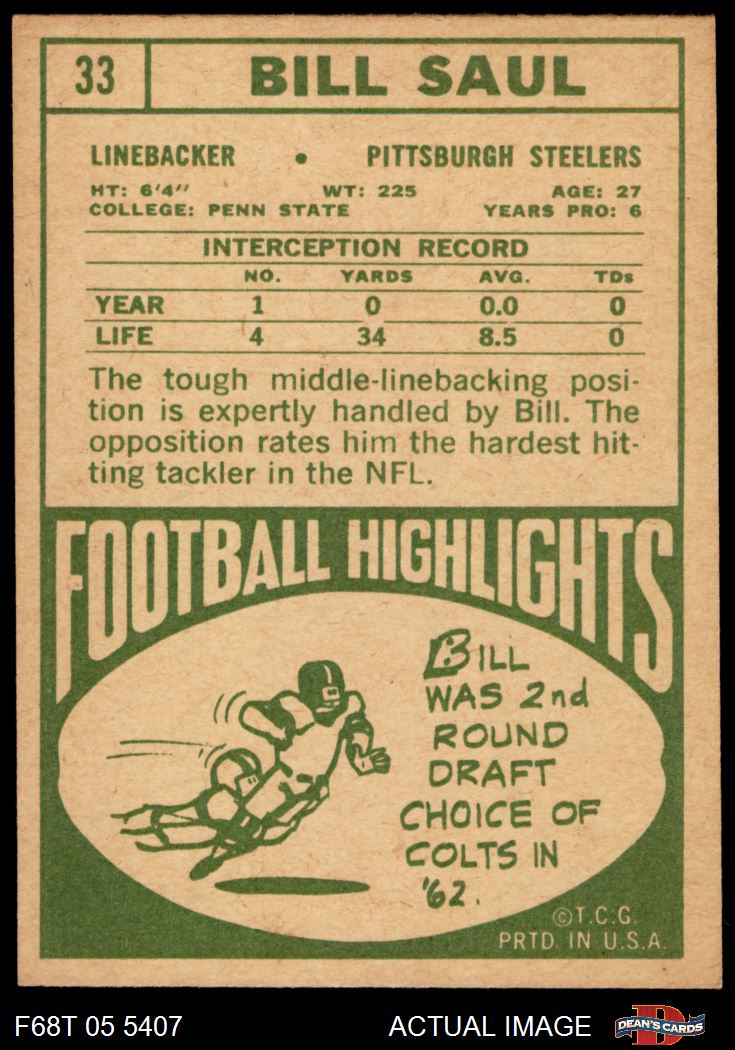 33 BILL SAUL
LINEBACKER • PITTSBURGH STEELERS
HT: 6'4" WT: 225 AGE: 27
COLLEGE: PENN STATE YEARS PRO: 6
INTERCEPTION RECORD
NO. YARDS AVG. TDs
YEAR 1 0 0.0 0
LIFE 4 34 8.5 0
The tough middle-linebacking posi-
tion is expertly handled by Bill. The
opposition rates him the hardest hit-
ting tackler in the NFL.
FOOTBALL HIGHLIGHTS
BILL
WAS 2nd
ROUND
DRAFT
CHOICE OF
COLTS IN
'62.
©T.C.G.
PRTD. IN U.S.A.
F68T 05 5407 ACTUAL IMAGE DEAN'S CARDS